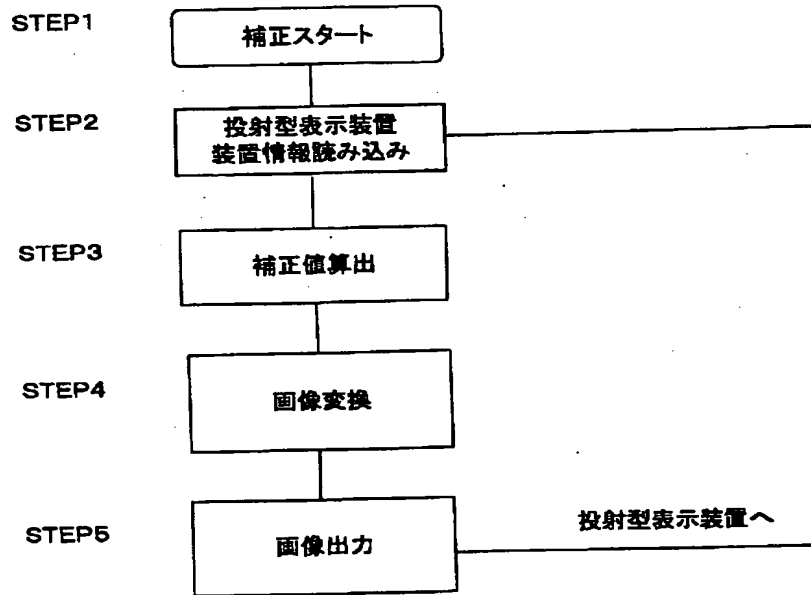 STEP1
補正スタート
STEP2
投射型表示装置
装置情報読み込み
STEP3
補正値算出
STEP4
画像変換
STEP5
画像出力
投射型表示装置へ